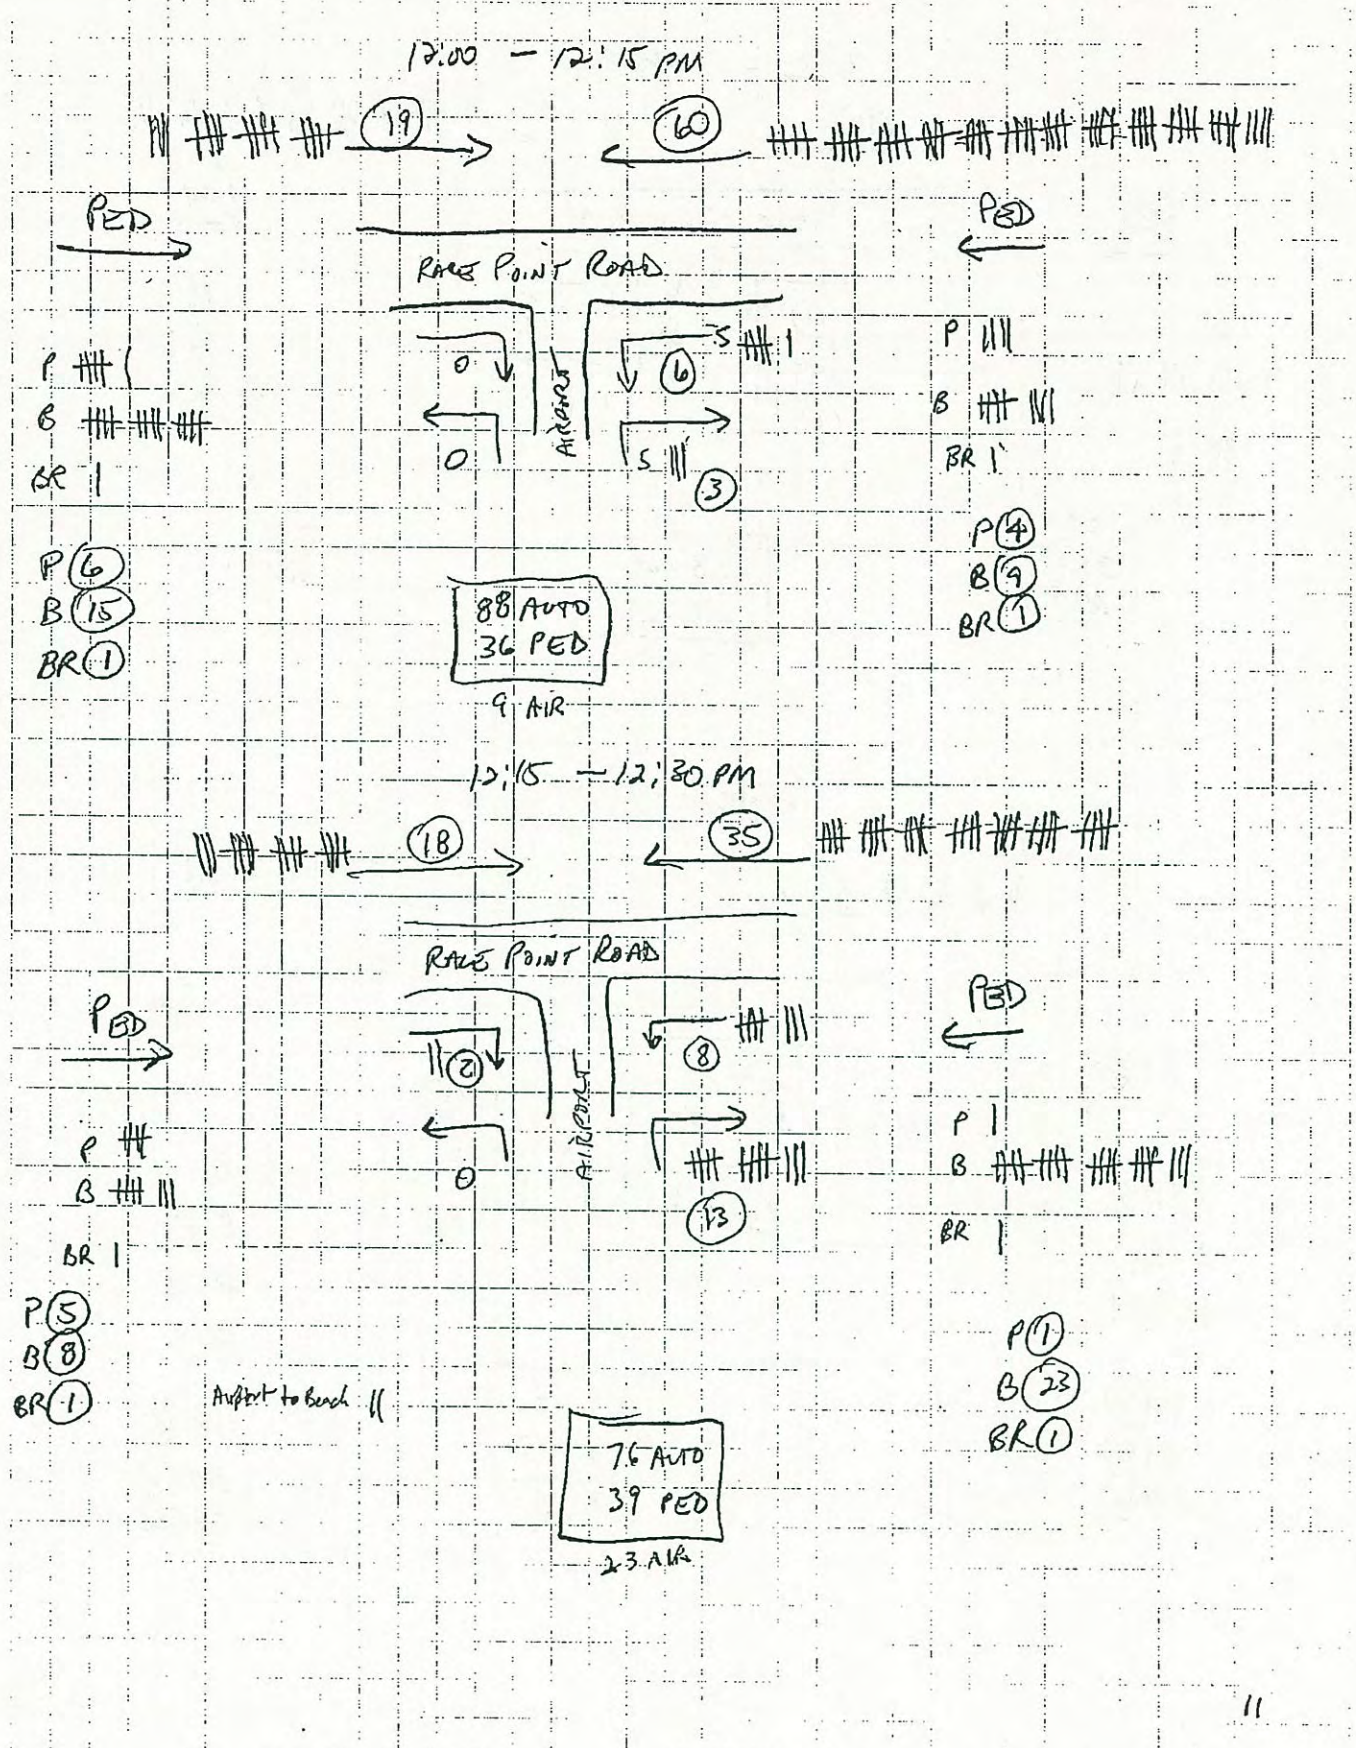 12:00 — 12:15 PM
19 60
PED PED
RACE POINT ROAD
P
P
0 S
6
B
B
AIRPORT
0 S
3
BR
BR
P 6
B 15
BR 1
P 4
B 9
BR 1
88 AUTO
36 PED
9 AIR
12:15 — 12:30 PM
18 35
RACE POINT ROAD
PED PED
2 8
AIRPORT
P
P
B
B
0
13
BR
BR
P 5
B 8
BR 1
P 1
B 23
BR 1
Airport to Beach
76 AUTO
39 PED
23 AIR
11